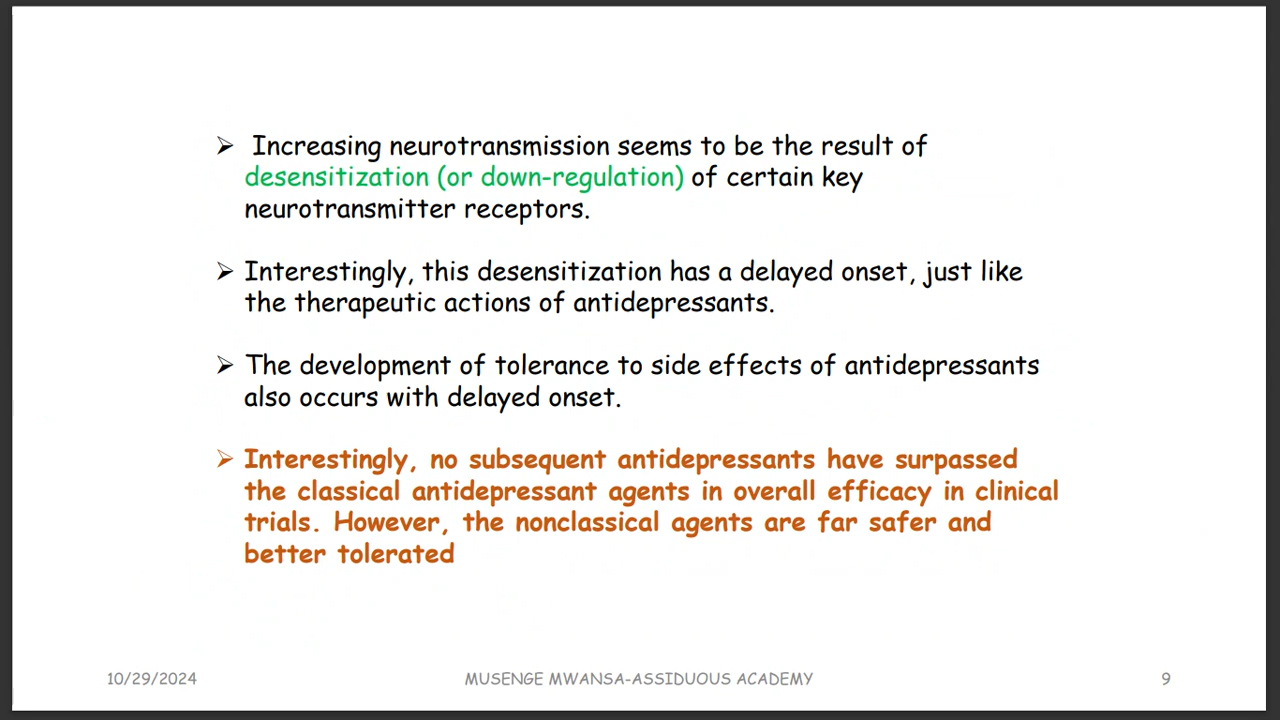 ➢ Increasing neurotransmission seems to be the result of
desensitization (or down-regulation) of certain key
neurotransmitter receptors.
➢ Interestingly, this desensitization has a delayed onset, just like
the therapeutic actions of antidepressants.
➢ The development of tolerance to side effects of antidepressants
also occurs with delayed onset.
➢ Interestingly, no subsequent antidepressants have surpassed
the classical antidepressant agents in overall efficacy in clinical
trials. However, the nonclassical agents are far safer and
better tolerated
10/29/2024 MUSENGE MWANSA-ASSIDUOUS ACADEMY 9